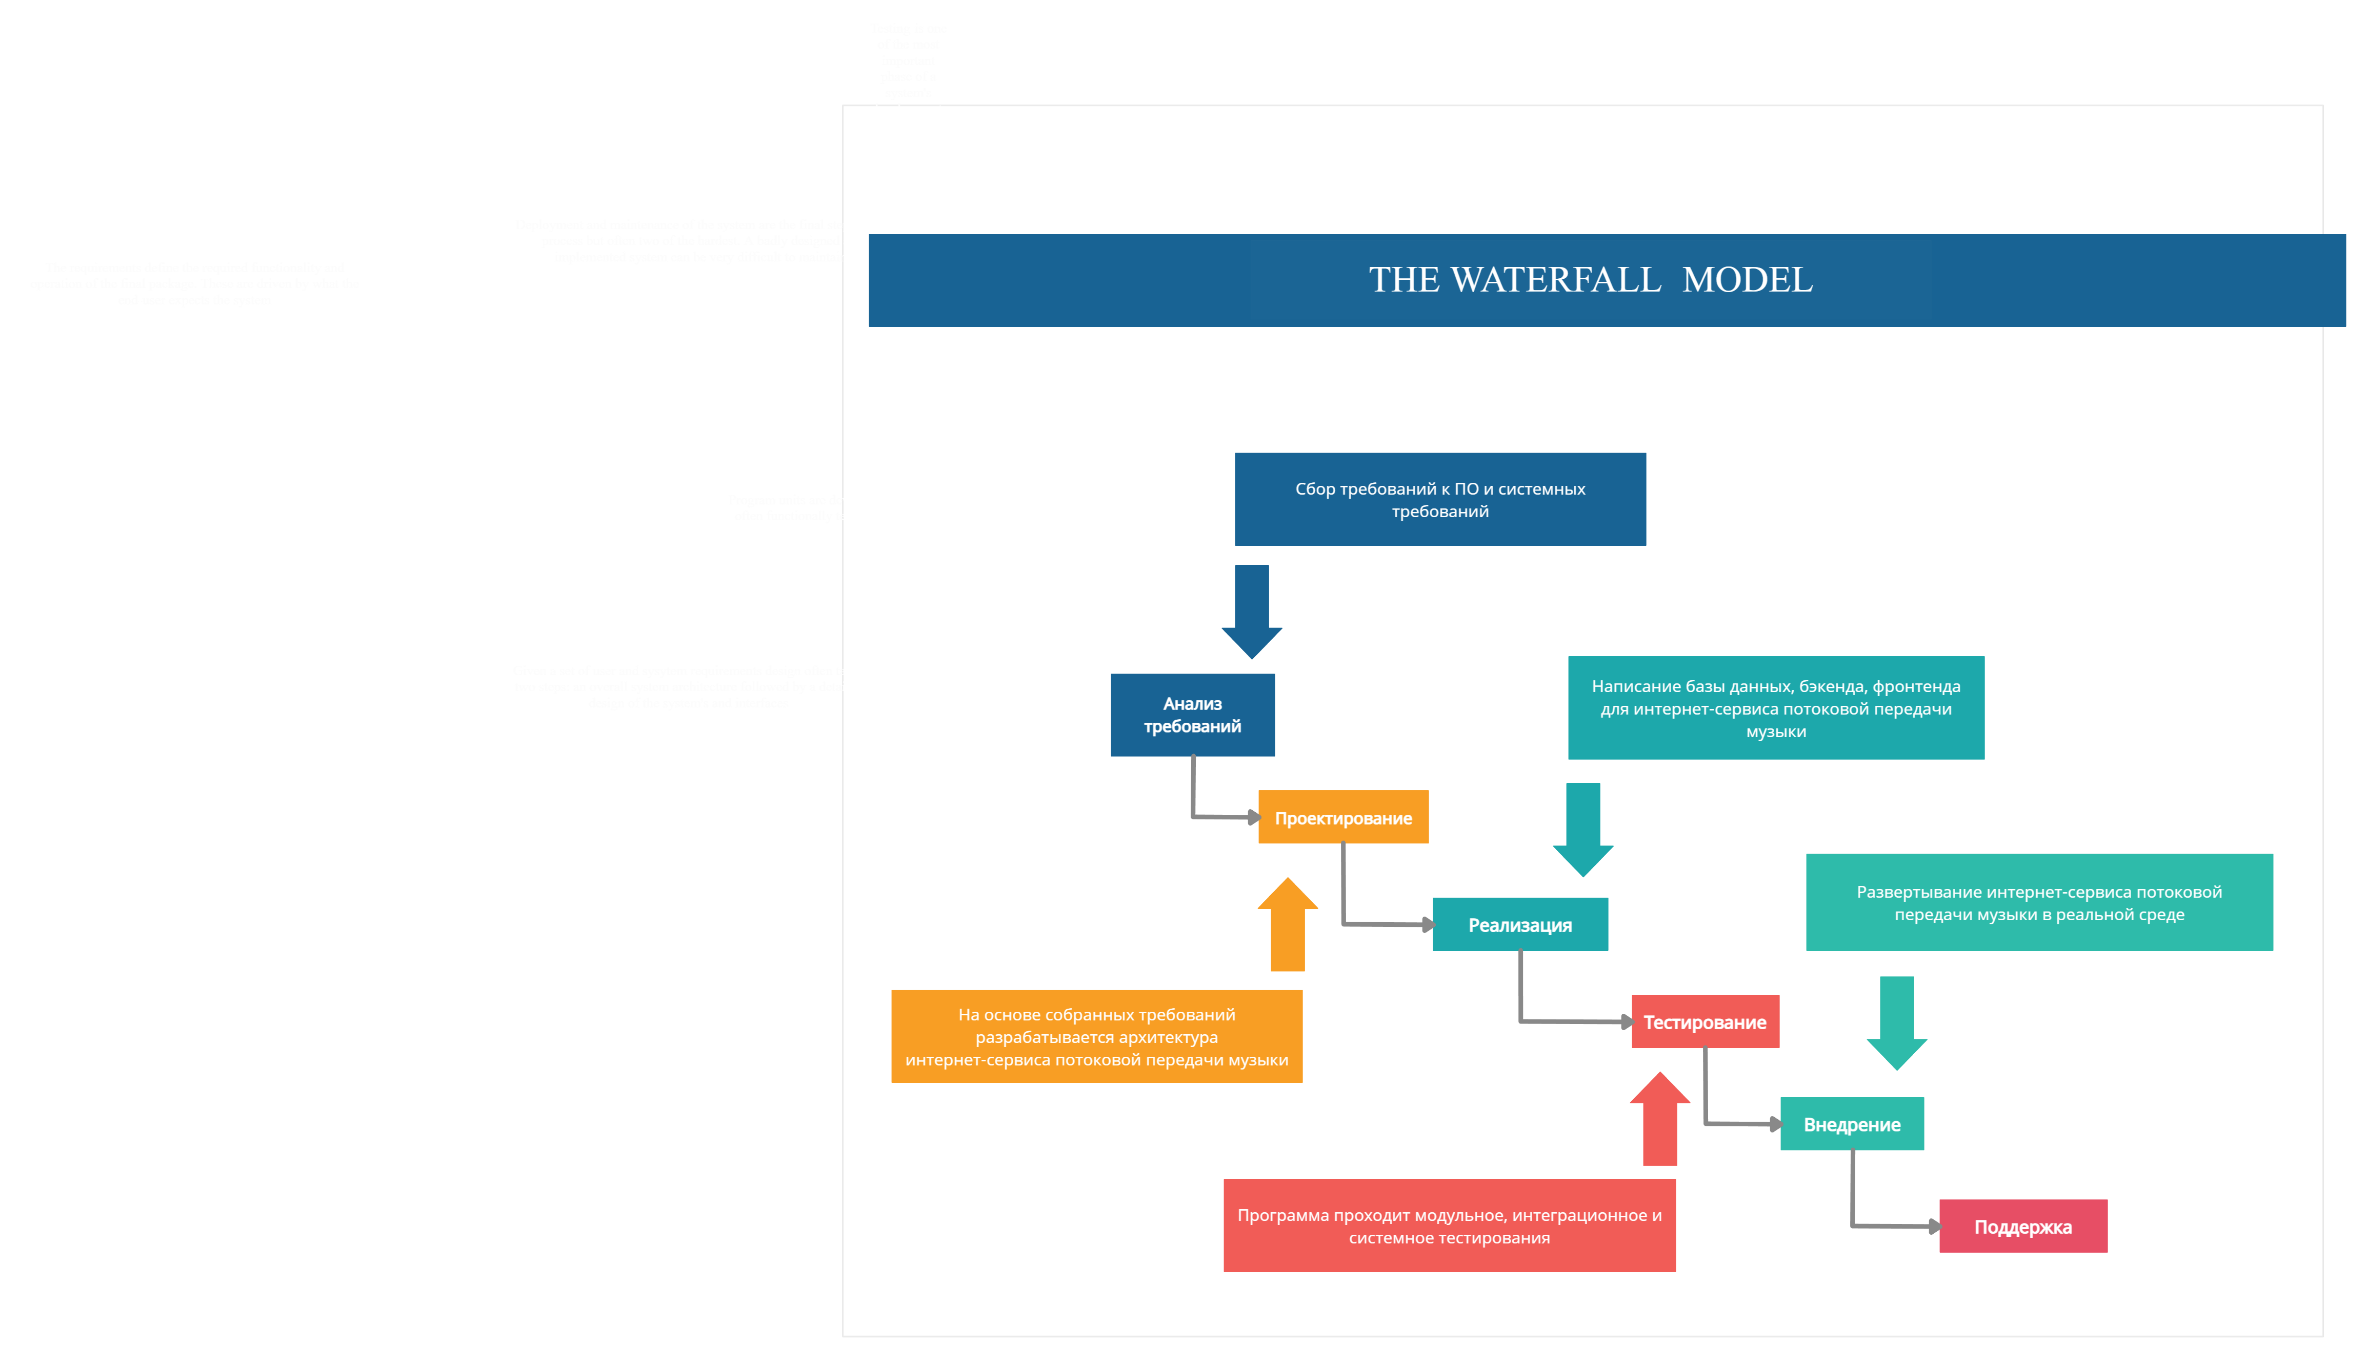 THE WATERFALL MODEL
Сбор требований к ПО и системных
требований
Анализ
требований
Написание базы данных, бэкенда, фронтенда
для интернет-сервиса потоковой передачи
музыки
Проектирование
Реализация
Развертывание интернет-сервиса потоковой
передачи музыки в реальной среде
На основе собранных требований
разрабатывается архитектура
интернет-сервиса потоковой передачи музыки
Тестирование
Внедрение
Программа проходит модульное, интеграционное и
системное тестирования
Поддержка